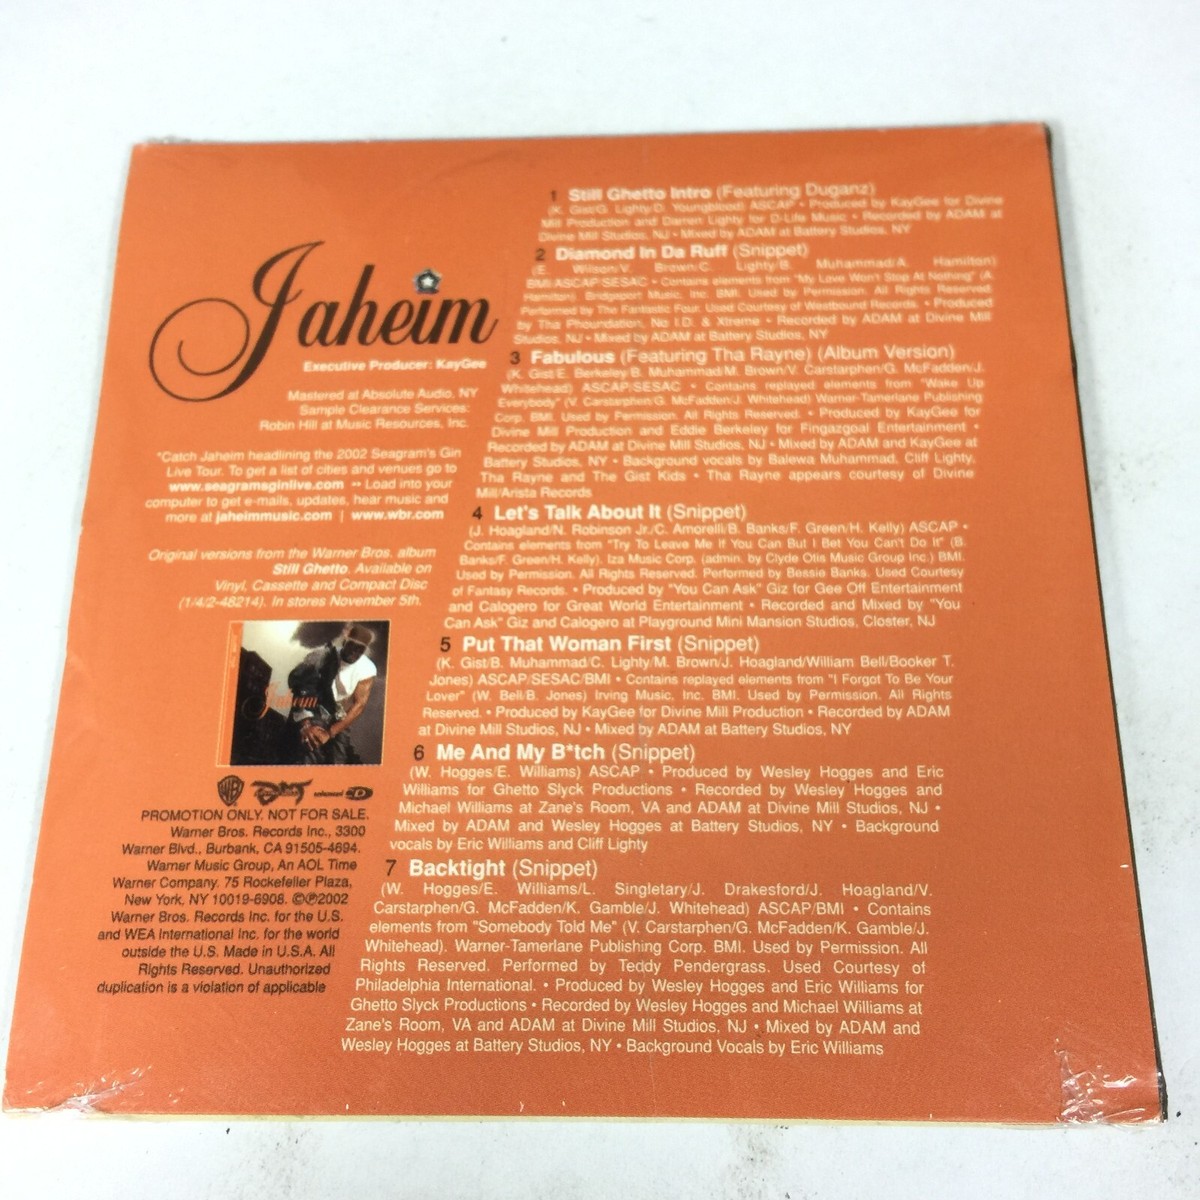 Jaheim
Executive Producer: KayGee
Mastered at Absolute Audio, NY
Sample Clearance Services:
Robin Hill at Music Resources, Inc.
"Catch Jaheim headlining the 2002 Seagram's Gin
Live Tour. To get a list of cities and venues go to
www.seagramsginlive.com •• Load into your
computer to get e-mails, updates, hear music and
more at jaheimmusic.com | www.wbr.com
Original versions from the Warner Bros. album
Still Ghetto. Available on
Vinyl, Cassette and Compact Disc
(1/4/2-48214). In stores November 5th.
Jaheim
WB
PROMOTION ONLY. NOT FOR SALE.
Warner Bros. Records Inc., 3300
Warner Blvd., Burbank, CA 91505-4694.
Warner Music Group, An AOL Time
Warner Company. 75 Rockefeller Plaza,
New York, NY 10019-6908. ©℗2002
Warner Bros. Records Inc. for the U.S.
and WEA International Inc. for the world
outside the U.S. Made in U.S.A. All
Rights Reserved. Unauthorized
duplication is a violation of applicable
1 Still Ghetto Intro (Featuring Duganz)
(K. Gist/G. Lighty/D. Youngblood) ASCAP • Produced by KayGee for Divine
Mill Production and Darren Lighty for D-Life Music • Recorded by ADAM at
Divine Mill Studios, NJ • Mixed by ADAM at Battery Studios, NY
2 Diamond In Da Ruff (Snippet)
(E. Wilson/V. Brown/C. Lighty/B. Muhammad/A. Hamilton)
BMI/ASCAP/SESAC • Contains elements from "My Love Won't Stop At Nothing" (A.
Hamilton). Bridgeport Music, Inc. BMI. Used by Permission. All Rights Reserved.
Performed by The Fantastic Four. Used Courtesy of Westbound Records. • Produced
by Tha Phoundation, No I.D. & Xtreme • Recorded by ADAM at Divine Mill
Studios, NJ • Mixed by ADAM at Battery Studios, NY
3 Fabulous (Featuring Tha Rayne) (Album Version)
(K. Gist/E. Berkeley/B. Muhammad/M. Brown/V. Carstarphen/G. McFadden/J.
Whitehead) ASCAP/SESAC • Contains replayed elements from "Wake Up
Everybody" (V. Carstarphen/G. McFadden/J. Whitehead) Warner-Tamerlane Publishing
Corp. BMI. Used by Permission. All Rights Reserved. • Produced by KayGee for
Divine Mill Production and Eddie Berkeley for Fingazgoal Entertainment •
Recorded by ADAM at Divine Mill Studios, NJ • Mixed by ADAM and KayGee at
Battery Studios, NY • Background vocals by Balewa Muhammad, Cliff Lighty,
Tha Rayne and The Gist Kids • Tha Rayne appears courtesy of Divine
Mill/Arista Records
4 Let's Talk About It (Snippet)
(J. Hoagland/N. Robinson Jr./C. Amorelli/B. Banks/F. Green/H. Kelly) ASCAP •
Contains elements from "Try To Leave Me If You Can But I Bet You Can't Do It" (B.
Banks/F. Green/H. Kelly). Iza Music Corp. (admin. by Clyde Otis Music Group Inc.) BMI.
Used by Permission. All Rights Reserved. Performed by Bessie Banks. Used Courtesy
of Fantasy Records. • Produced by "You Can Ask" Giz for Gee Off Entertainment
and Calogero for Great World Entertainment • Recorded and Mixed by "You
Can Ask" Giz and Calogero at Playground Mini Mansion Studios, Closter, NJ
5 Put That Woman First (Snippet)
(K. Gist/B. Muhammad/C. Lighty/M. Brown/J. Hoagland/William Bell/Booker T.
Jones) ASCAP/SESAC/BMI • Contains replayed elements from "I Forgot To Be Your
Lover" (W. Bell/B. Jones) Irving Music, Inc. BMI. Used by Permission. All Rights
Reserved. • Produced by KayGee for Divine Mill Production • Recorded by ADAM
at Divine Mill Studios, NJ • Mixed by ADAM at Battery Studios, NY
6 Me And My B*tch (Snippet)
(W. Hogges/E. Williams) ASCAP • Produced by Wesley Hogges and Eric
Williams for Ghetto Slyck Productions • Recorded by Wesley Hogges and
Michael Williams at Zane's Room, VA and ADAM at Divine Mill Studios, NJ •
Mixed by ADAM and Wesley Hogges at Battery Studios, NY • Background
vocals by Eric Williams and Cliff Lighty
7 Backtight (Snippet)
(W. Hogges/E. Williams/L. Singletary/J. Drakesford/J. Hoagland/V.
Carstarphen/G. McFadden/K. Gamble/J. Whitehead) ASCAP/BMI • Contains
elements from "Somebody Told Me" (V. Carstarphen/G. McFadden/K. Gamble/J.
Whitehead). Warner-Tamerlane Publishing Corp. BMI. Used by Permission. All
Rights Reserved. Performed by Teddy Pendergrass. Used Courtesy of
Philadelphia International. • Produced by Wesley Hogges and Eric Williams for
Ghetto Slyck Productions • Recorded by Wesley Hogges and Michael Williams at
Zane's Room, VA and ADAM at Divine Mill Studios, NJ • Mixed by ADAM and
Wesley Hogges at Battery Studios, NY • Background Vocals by Eric Williams